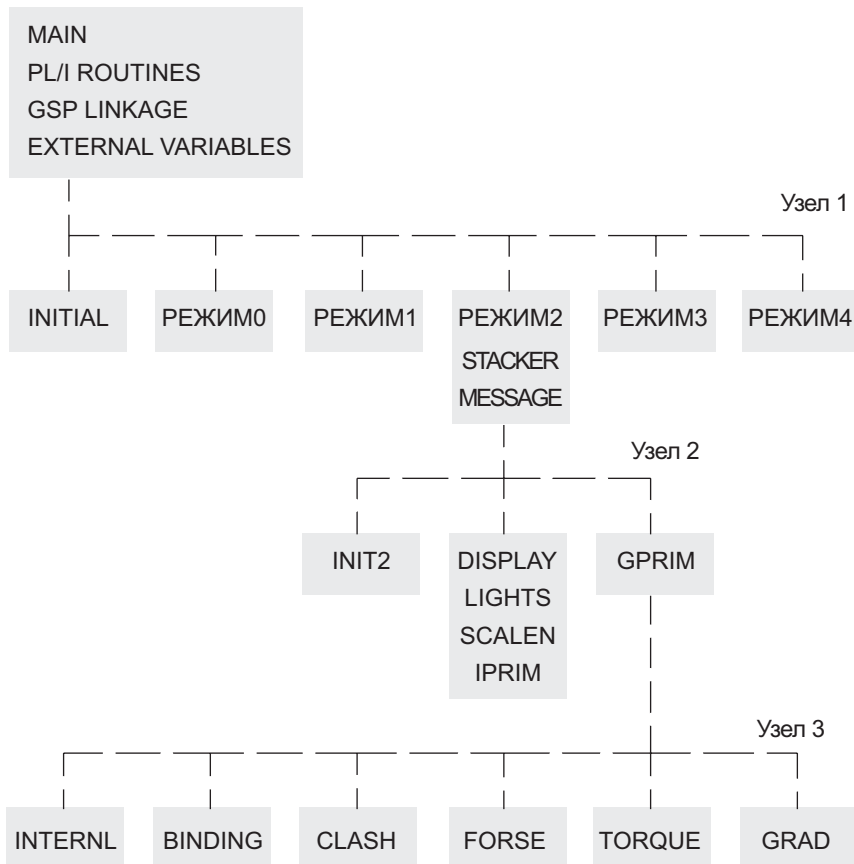 MAIN
PL/I ROUTINES
GSP LINKAGE
EXTERNAL VARIABLES
Узел 1
INITIAL
РЕЖИМ0
РЕЖИМ1
РЕЖИМ2
STACKER
MESSAGE
РЕЖИМ3
РЕЖИМ4
Узел 2
INIT2
DISPLAY
LIGHTS
SCALEN
IPRIM
GPRIM
Узел 3
INTERNL
BINDING
CLASH
FORSE
TORQUE
GRAD